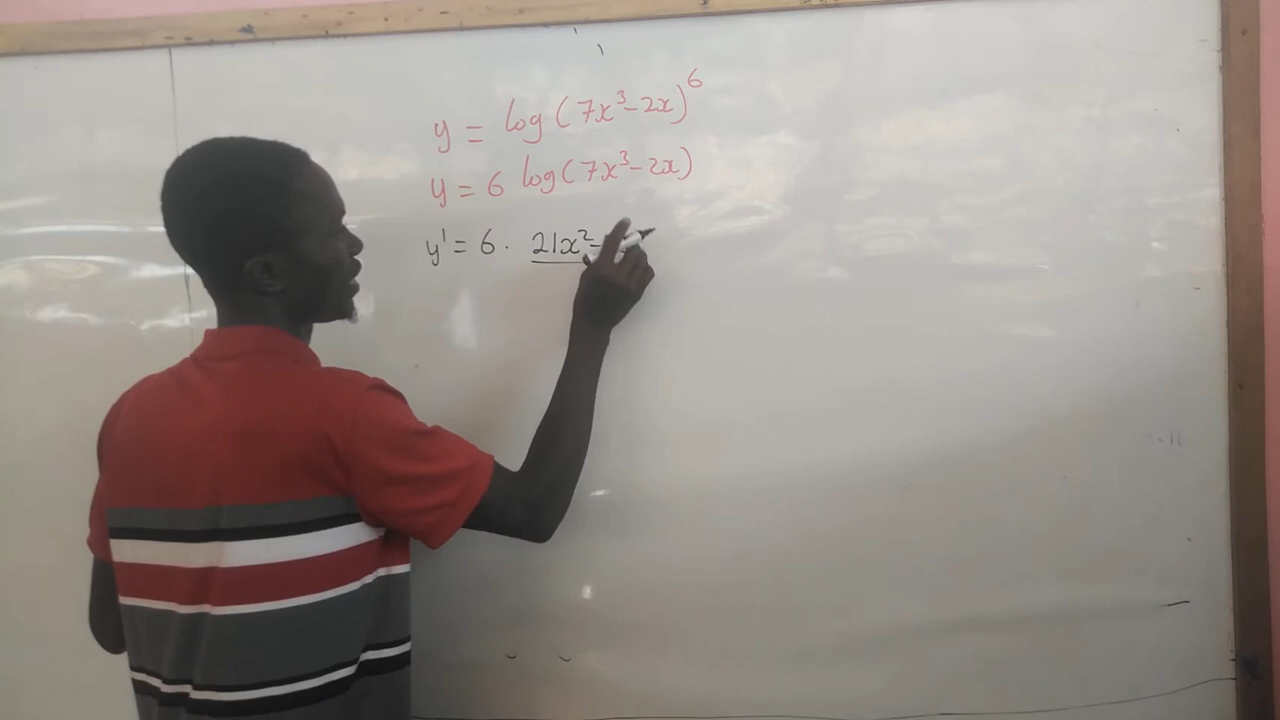 y = log(7x³-2x)⁶
y = 6 log(7x³-2x)
y' = 6 · 21x²-